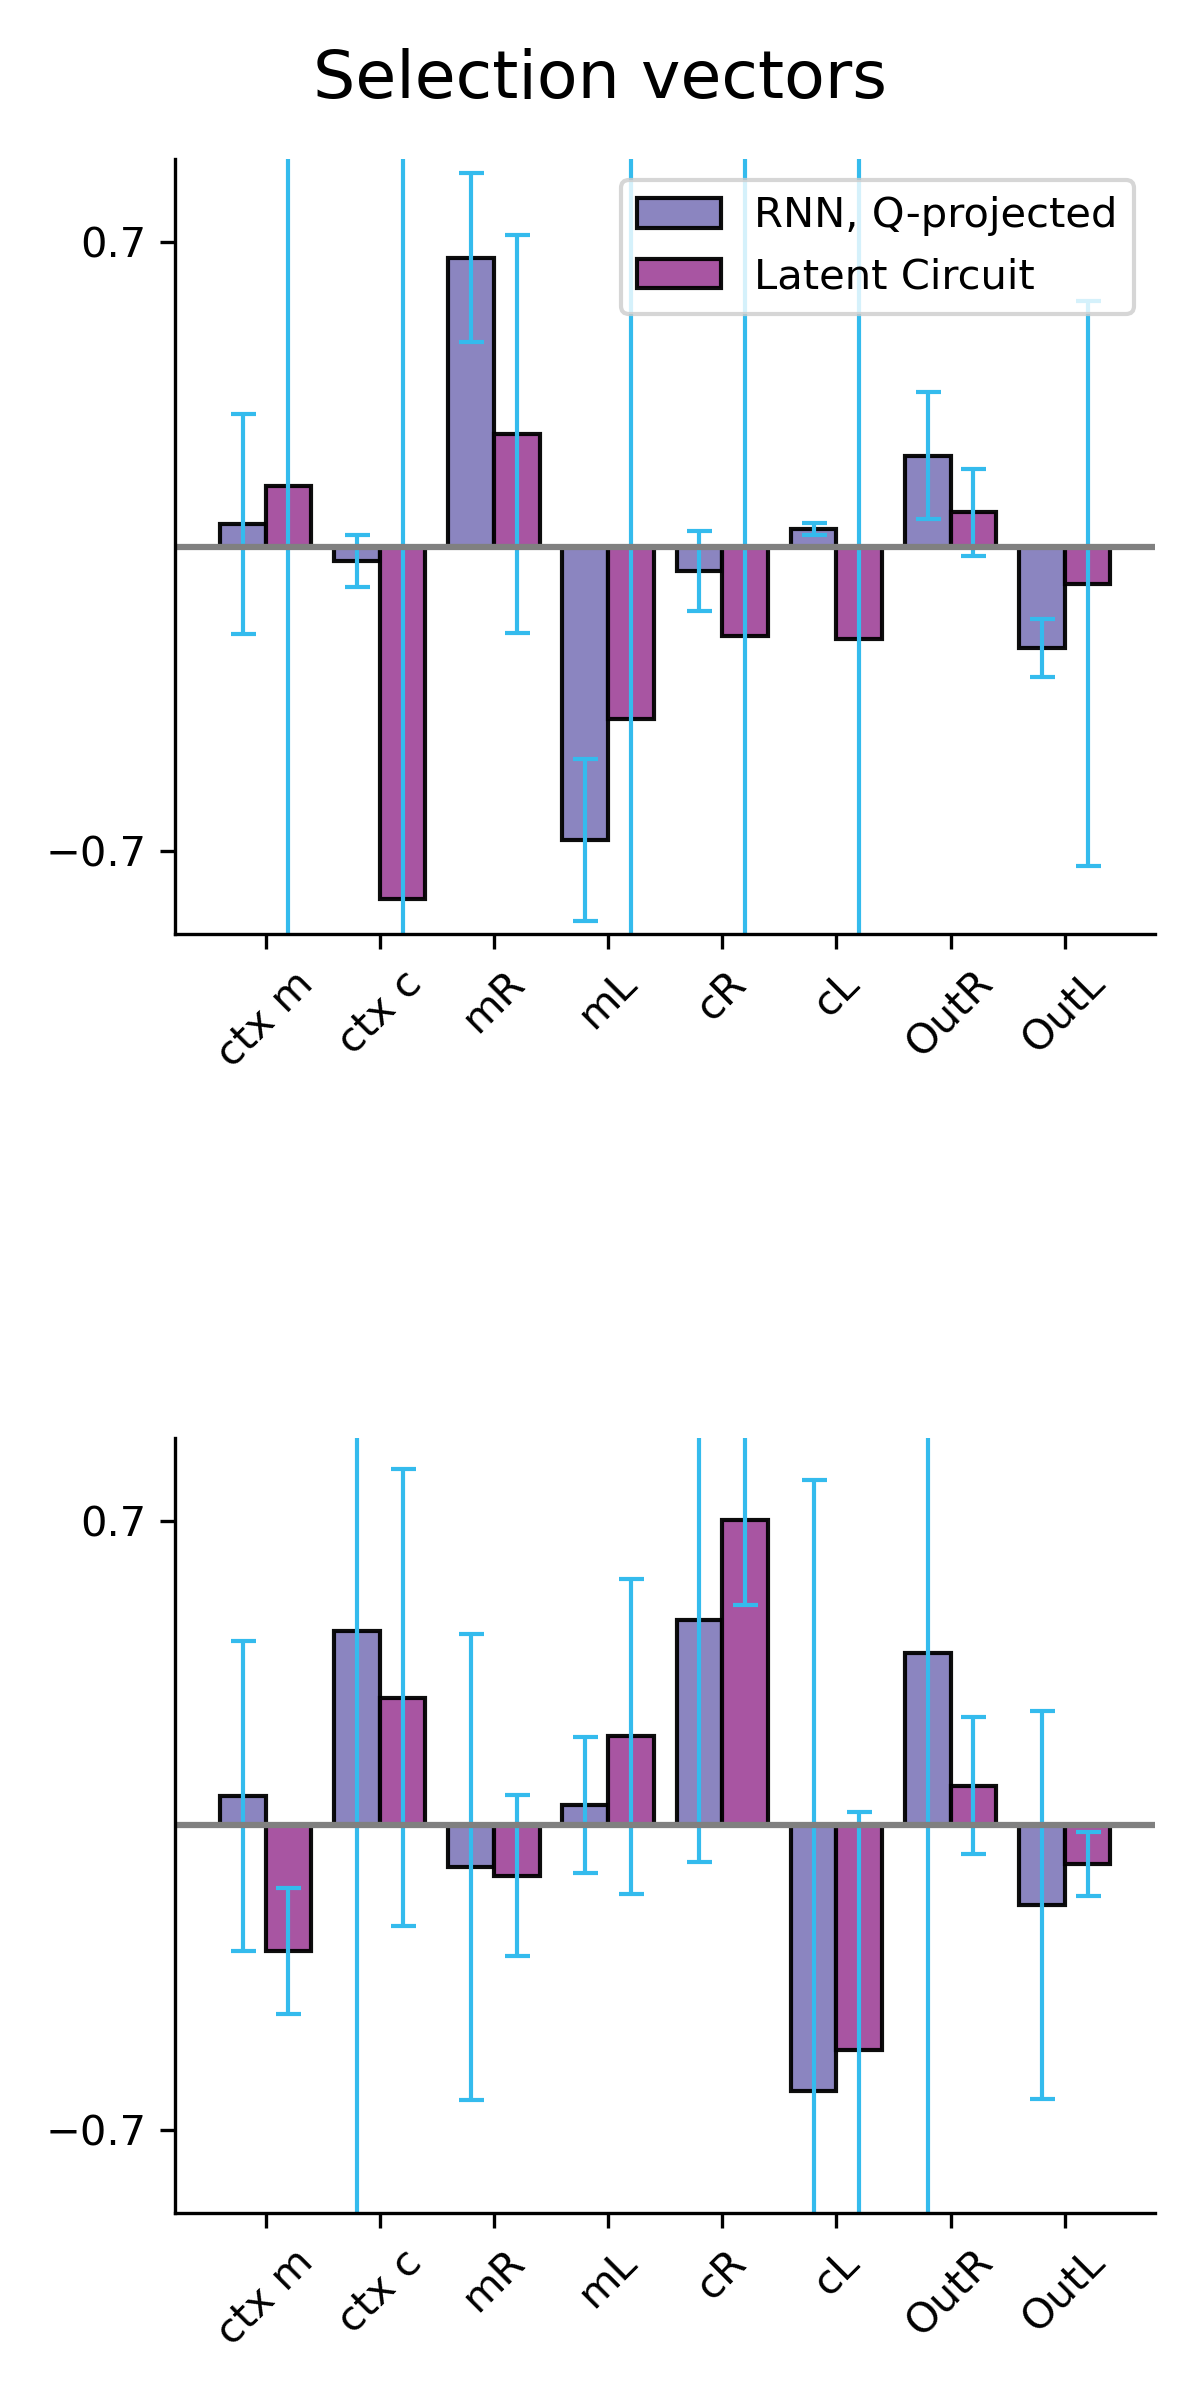 Selection vectors
0.7
−0.7
RNN, Q-projected
Latent Circuit
ctx m
ctx c
mR
mL
cR
cL
OutR
OutL
0.7
−0.7
ctx m
ctx c
mR
mL
cR
cL
OutR
OutL